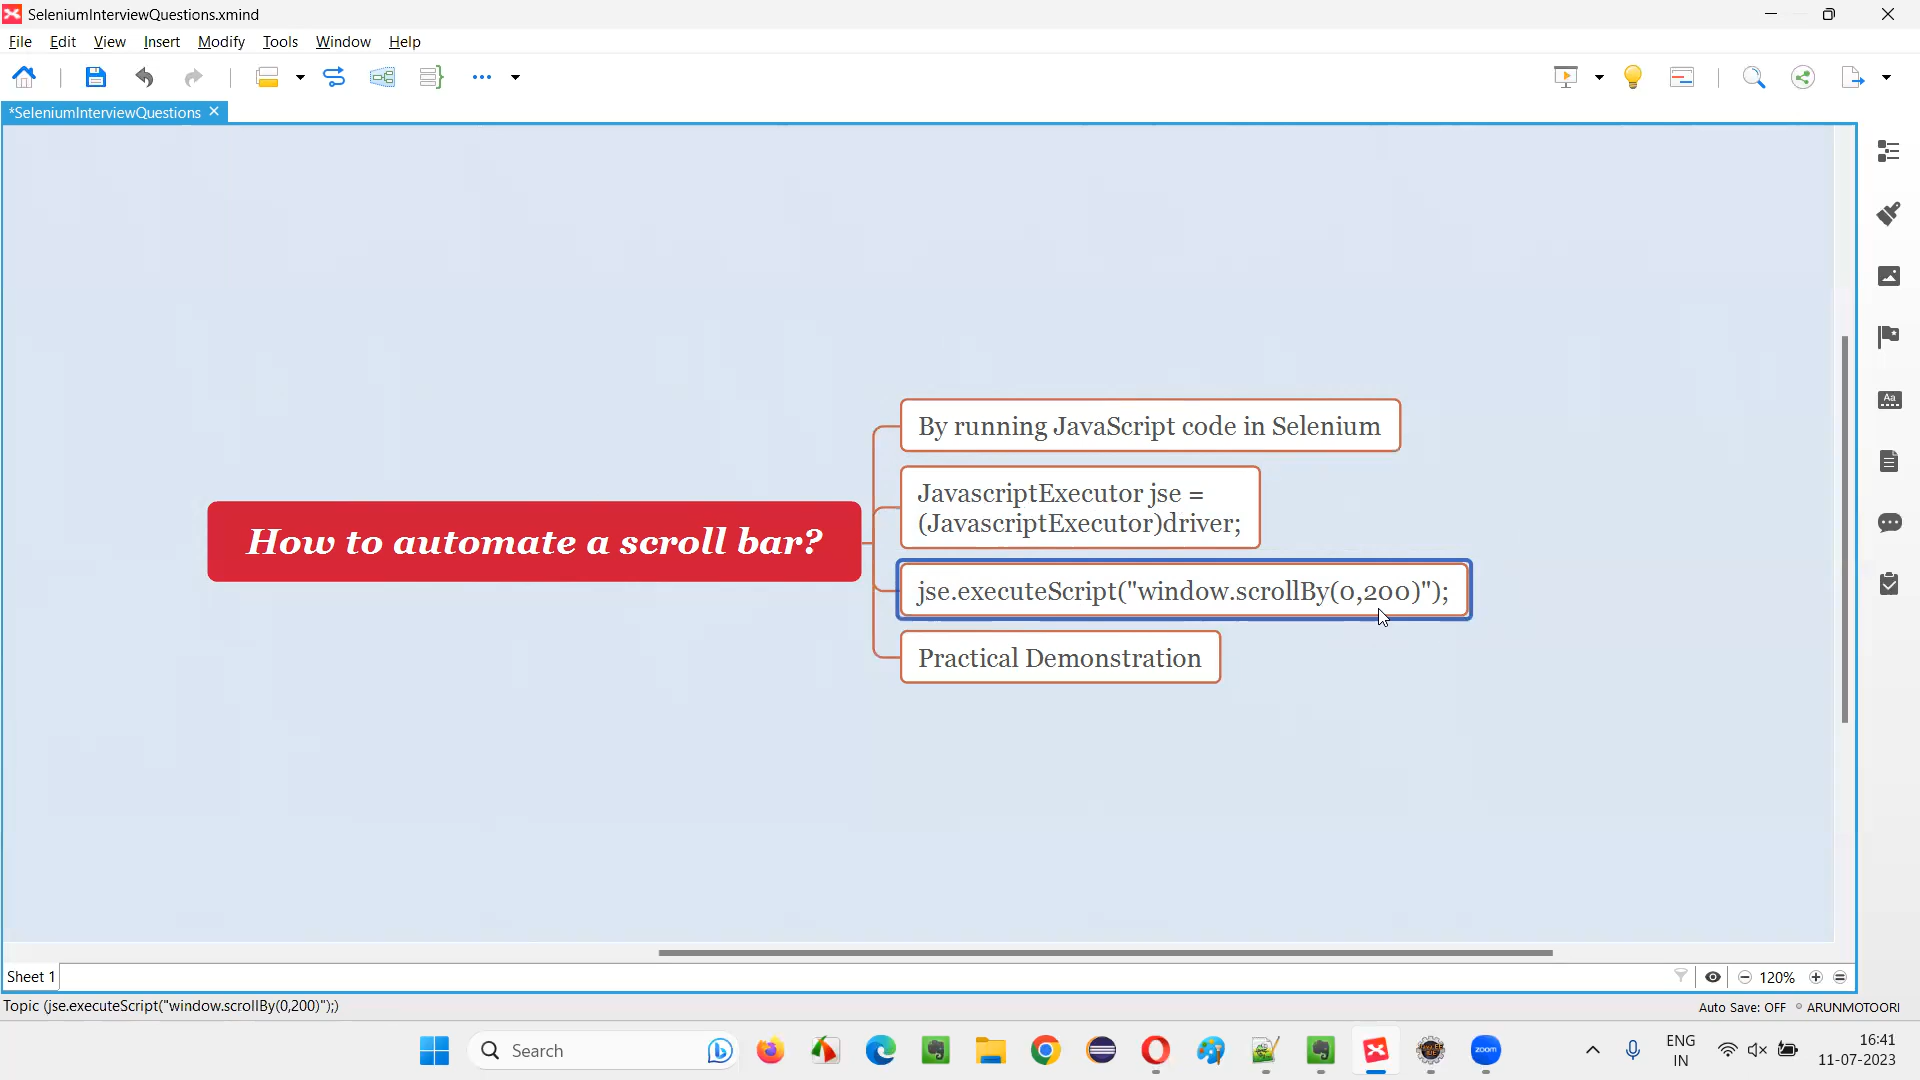 SeleniumInterviewQuestions.xmind
File Edit View Insert Modify Tools Window Help
*SeleniumInterviewQuestions
By running JavaScript code in Selenium
JavascriptExecutor jse =
(JavascriptExecutor)driver;
How to automate a scroll bar?
jse.executeScript("window.scrollBy(0,200)");
Practical Demonstration
Aa
Sheet 1
120%
Topic (jse.executeScript("window.scrollBy(0,200)");)
Auto Save: OFF ARUNMOTOORI
Search
zoom
ENG
IN
16:41
11-07-2023